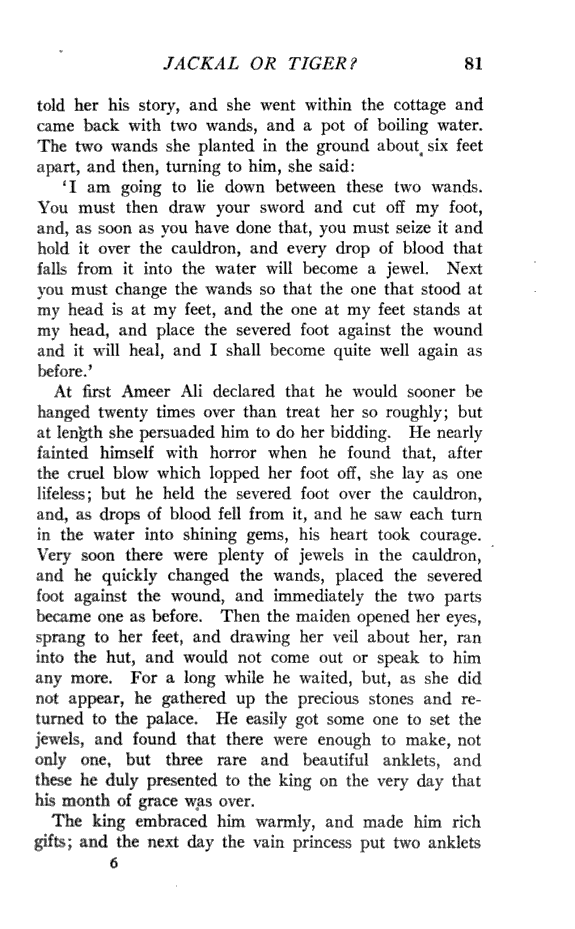 JACKAL OR TIGER? 81
told her his story, and she went within the cottage and
came back with two wands, and a pot of boiling water.
The two wands she planted in the ground about six feet
apart, and then, turning to him, she said:
'I am going to lie down between these two wands.
You must then draw your sword and cut off my foot,
and, as soon as you have done that, you must seize it and
hold it over the cauldron, and every drop of blood that
falls from it into the water will become a jewel. Next
you must change the wands so that the one that stood at
my head is at my feet, and the one at my feet stands at
my head, and place the severed foot against the wound
and it will heal, and I shall become quite well again as
before.'
At first Ameer Ali declared that he would sooner be
hanged twenty times over than treat her so roughly; but
at length she persuaded him to do her bidding. He nearly
fainted himself with horror when he found that, after
the cruel blow which lopped her foot off, she lay as one
lifeless; but he held the severed foot over the cauldron,
and, as drops of blood fell from it, and he saw each turn
in the water into shining gems, his heart took courage.
Very soon there were plenty of jewels in the cauldron,
and he quickly changed the wands, placed the severed
foot against the wound, and immediately the two parts
became one as before. Then the maiden opened her eyes,
sprang to her feet, and drawing her veil about her, ran
into the hut, and would not come out or speak to him
any more. For a long while he waited, but, as she did
not appear, he gathered up the precious stones and re-
turned to the palace. He easily got some one to set the
jewels, and found that there were enough to make, not
only one, but three rare and beautiful anklets, and
these he duly presented to the king on the very day that
his month of grace was over.
The king embraced him warmly, and made him rich
gifts; and the next day the vain princess put two anklets
6